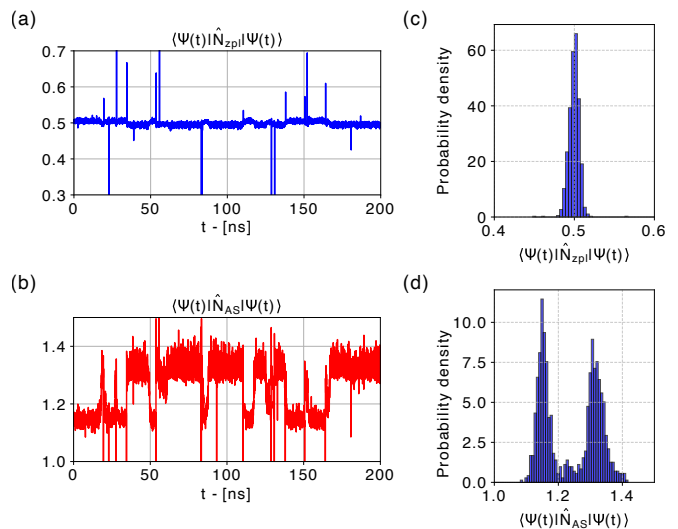 (a)
⟨Ψ(t)|N̂zpl|Ψ(t)⟩
0.7
0.6
0.5
0.4
0.3
0 50 100 150 200
t - [ns]
(b)
⟨Ψ(t)|N̂AS|Ψ(t)⟩
1.4
1.2
1.0
0 50 100 150 200
t - [ns]
(c)
Probability density
60
40
20
0
0.4 0.5 0.6
⟨Ψ(t)|N̂zpl|Ψ(t)⟩
(d)
Probability density
10.0
7.5
5.0
2.5
0.0
1.0 1.2 1.4
⟨Ψ(t)|N̂AS|Ψ(t)⟩